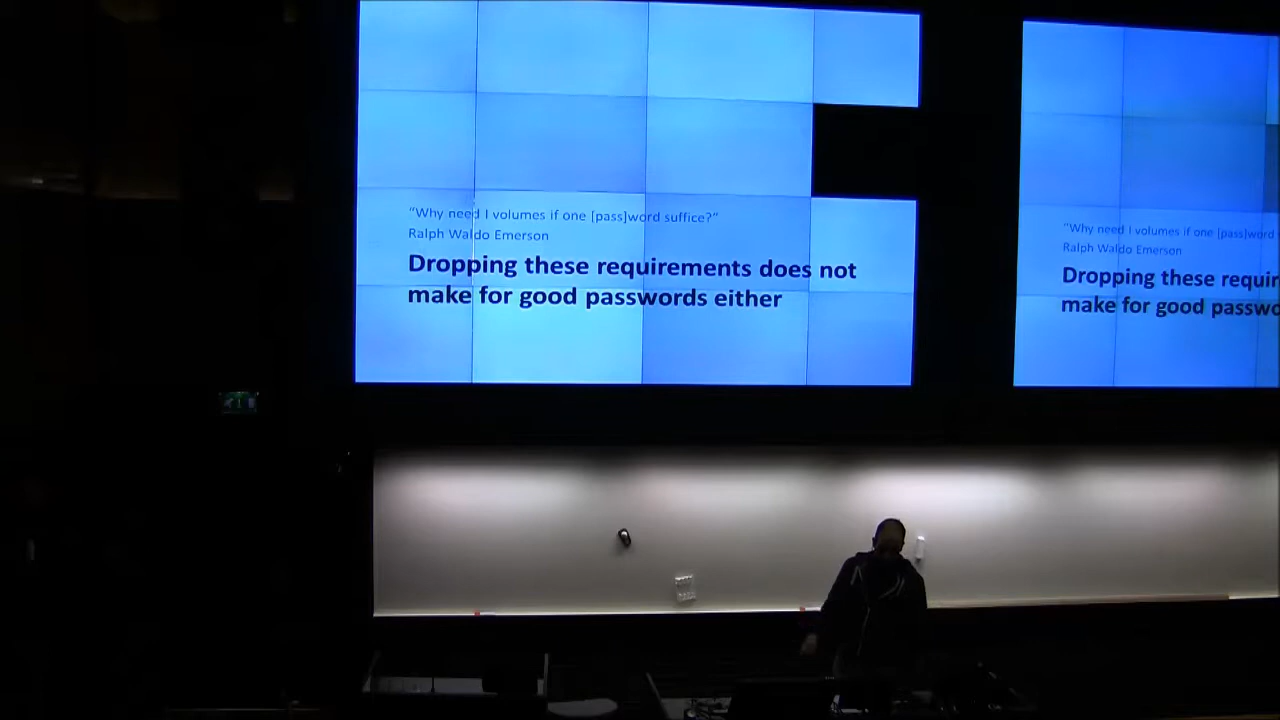 “Why need I volumes if one [pass]word suffice?”
Ralph Waldo Emerson
Dropping these requirements does not
make for good passwords either
“Why need I volumes if one [pass]word
Ralph Waldo Emerson
Dropping these requir
make for good passwo